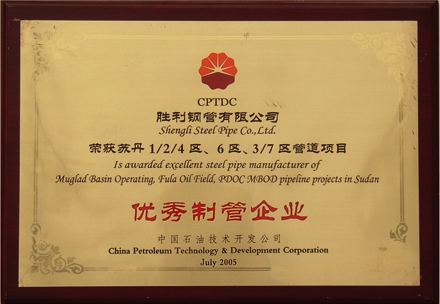 CPTDC
胜利钢管有限公司
Shengli Steel Pipe Co.,Ltd.
荣获苏丹 1/2/4 区、6 区、3/7 区管道项目
Is awarded excellent steel pipe manufacturer of
Muglad Basin Operating, Fula Oil Field, PDOC MBOD pipeline projects in Sudan
优秀制管企业
中国石油技术开发公司
China Petroleum Technology & Development Corporation
July 2005